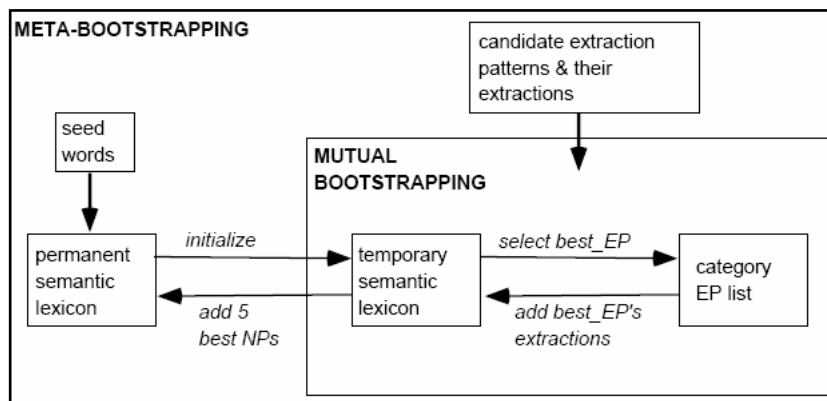 META-BOOTSTRAPPING
candidate extraction
patterns & their
extractions
seed
words
MUTUAL
BOOTSTRAPPING
permanent
semantic
lexicon
initialize
add 5
best NPs
temporary
semantic
lexicon
select best_EP
add best_EP's
extractions
category
EP list